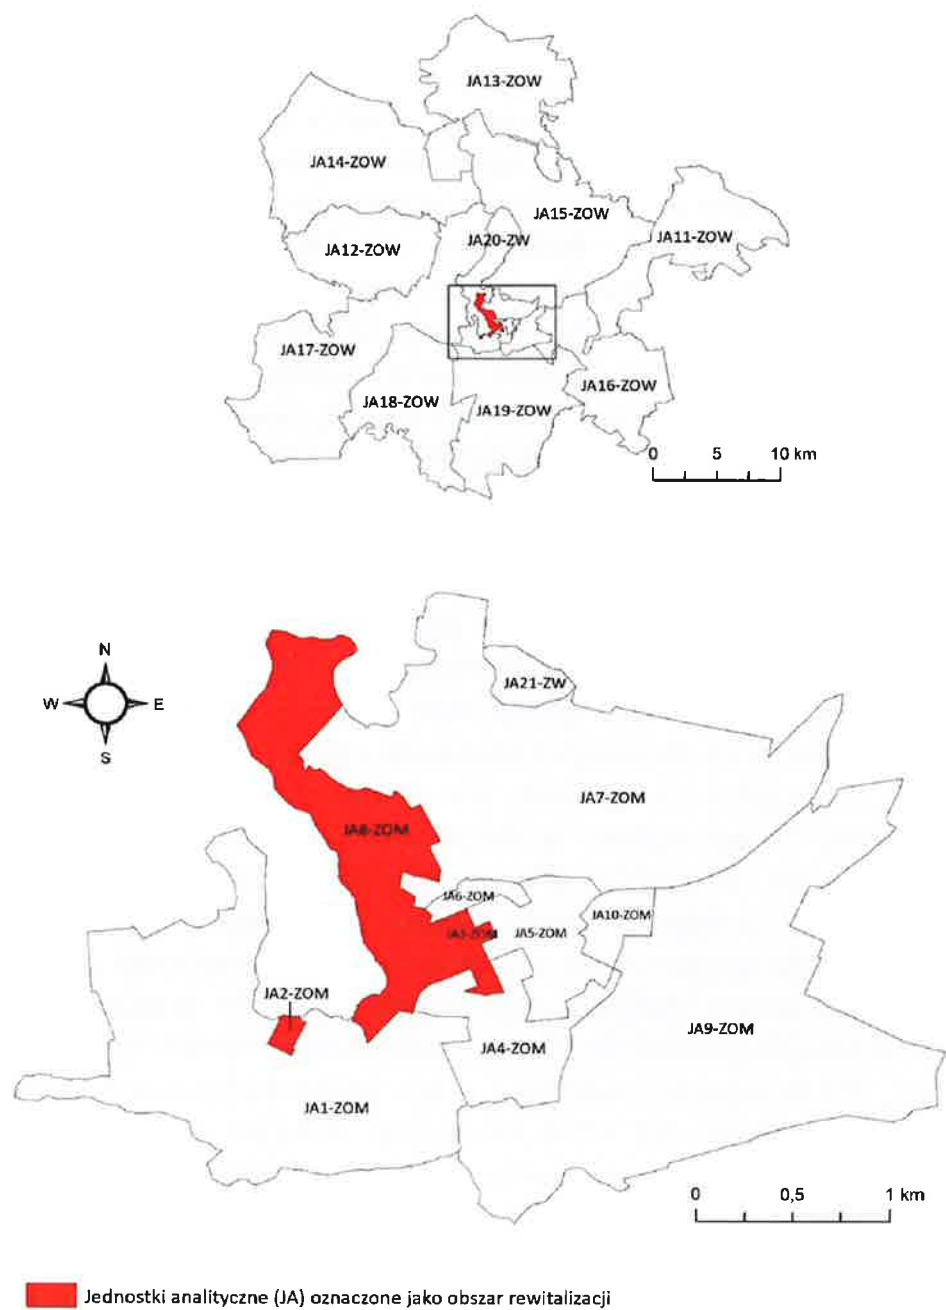 JA13-ZOW
JA14-ZOW
JA15-ZOW
JA11-ZOW
JA20-ZW
JA12-ZOW
JA17-ZOW
JA18-ZOW
JA16-ZOW
JA19-ZOW
0 5 10 km
N
W E
S
JA21-ZW
JA7-ZOM
JA8-ZOM
JA6-ZOM
JA10-ZOM
JA3-ZOM
JA5-ZOM
JA2-ZOM
JA9-ZOM
JA4-ZOM
JA1-ZOM
0 0,5 1 km
Jednostki analityczne (JA) oznaczone jako obszar rewitalizacji